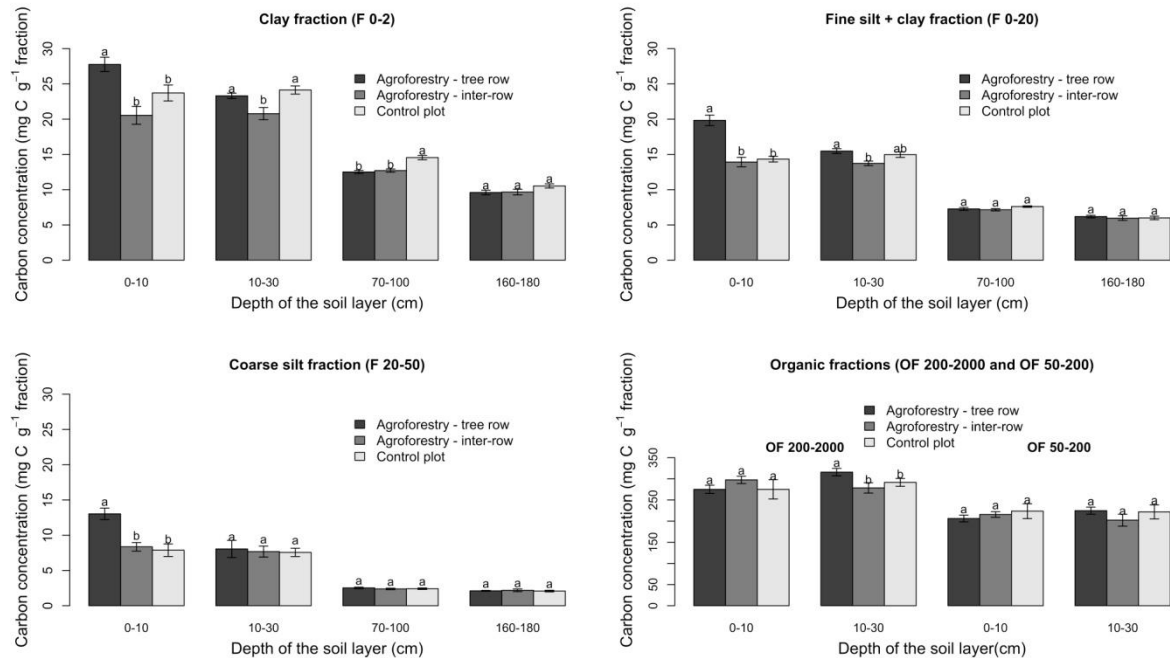 Clay fraction (F 0-2)
Carbon concentration (mg C g⁻¹ fraction)
30
25
20
15
10
5
0
Agroforestry - tree row
Agroforestry - inter-row
Control plot
a b b
a b a
b b a
a a a
0-10 10-30 70-100 160-180
Depth of the soil layer (cm)
Fine silt + clay fraction (F 0-20)
Carbon concentration (mg C g⁻¹ fraction)
30
25
20
15
10
5
0
Agroforestry - tree row
Agroforestry - inter-row
Control plot
a b b
a b ab
a a a
a a a
0-10 10-30 70-100 160-180
Depth of the soil layer (cm)
Coarse silt fraction (F 20-50)
Carbon concentration (mg C g⁻¹ fraction)
30
25
20
15
10
5
0
Agroforestry - tree row
Agroforestry - inter-row
Control plot
a b b
a a a
a a a
a a a
0-10 10-30 70-100 160-180
Depth of the soil layer (cm)
Organic fractions (OF 200-2000 and OF 50-200)
Carbon concentration (mg C g⁻¹ fraction)
350
250
150
50
0
Agroforestry - tree row
Agroforestry - inter-row
Control plot
OF 200-2000 OF 50-200
a a a
a b b
a a a
a a a
0-10 10-30 0-10 10-30
Depth of the soil layer(cm)